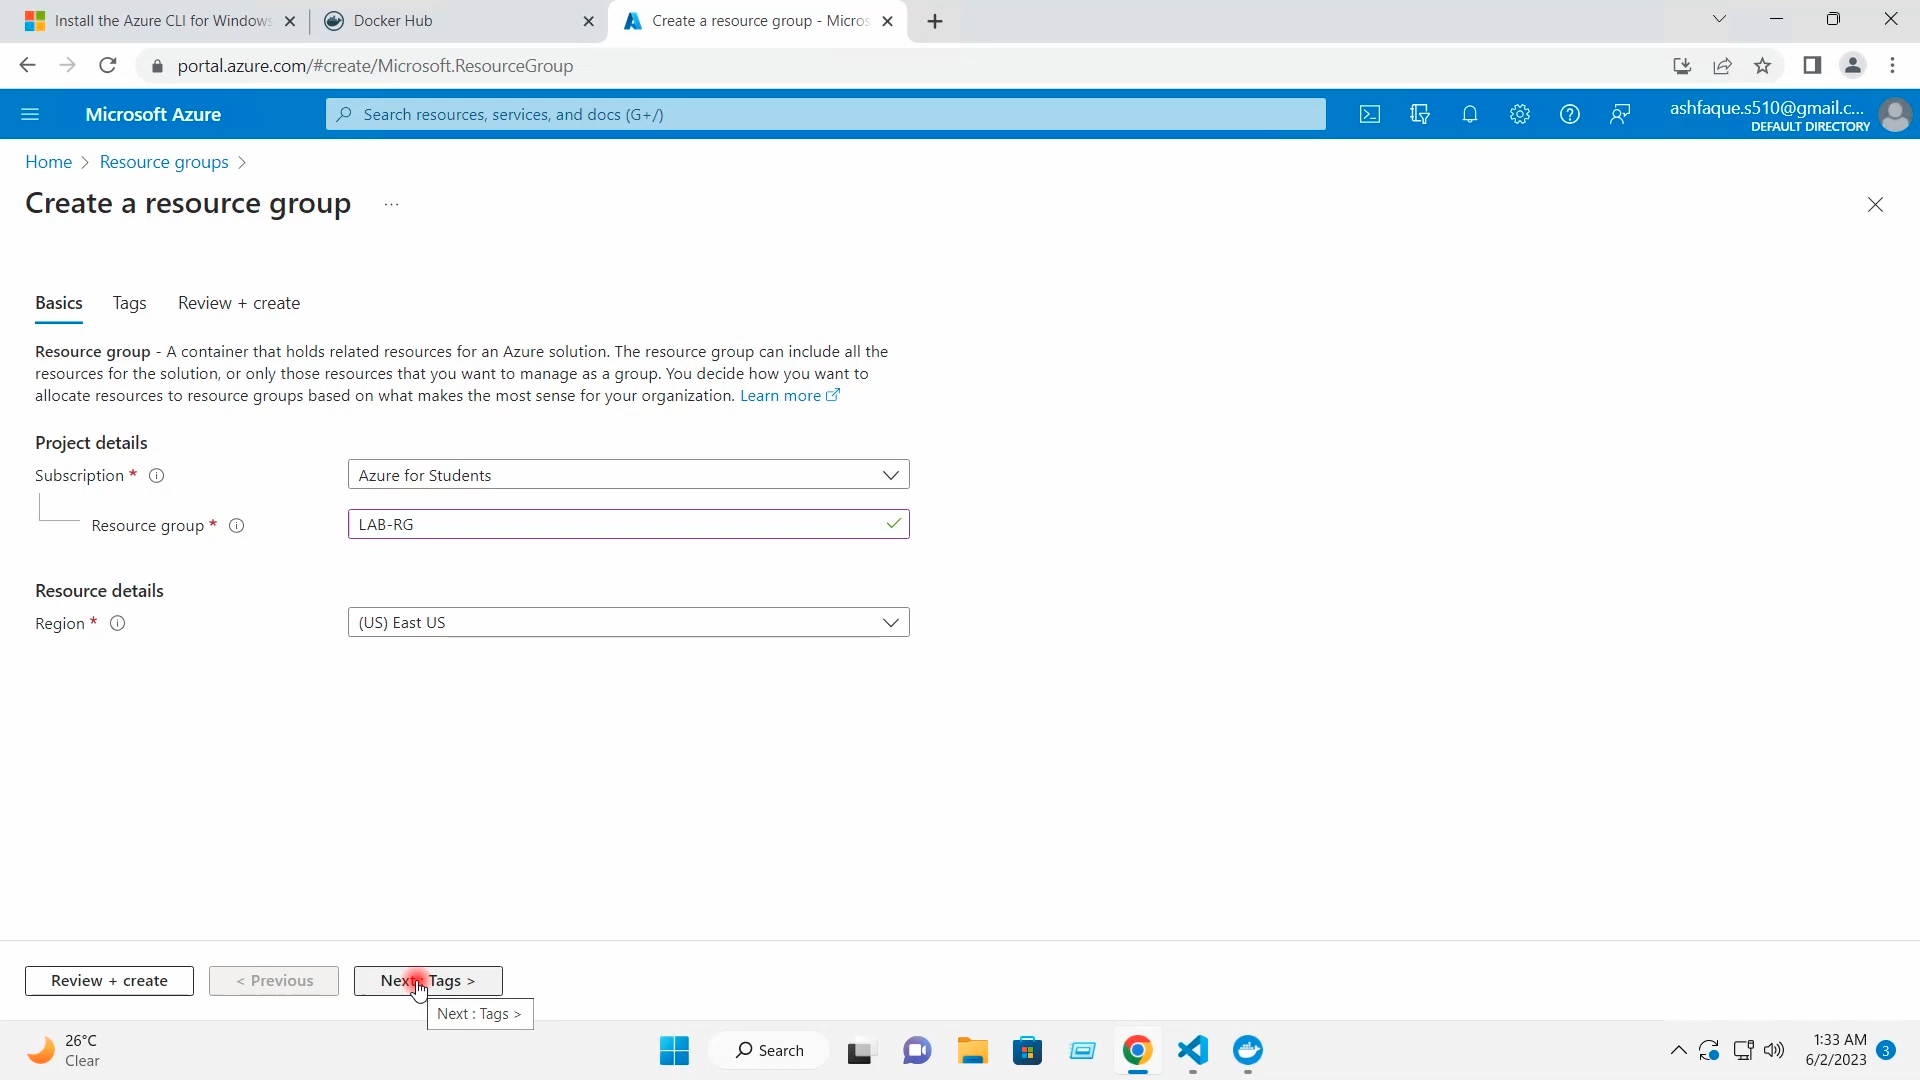 Install the Azure CLI for Windows
Docker Hub
Create a resource group - Micros
portal.azure.com/#create/Microsoft.ResourceGroup
Microsoft Azure
Search resources, services, and docs (G+/)
ashfaque.s510@gmail.c...
DEFAULT DIRECTORY
Home > Resource groups >
Create a resource group ...
Basics Tags Review + create
Resource group - A container that holds related resources for an Azure solution. The resource group can include all the
resources for the solution, or only those resources that you want to manage as a group. You decide how you want to
allocate resources to resource groups based on what makes the most sense for your organization. Learn more
Project details
Subscription *
Azure for Students
Resource group *
LAB-RG
Resource details
Region *
(US) East US
Review + create
< Previous
Next : Tags >
Next : Tags >
26°C
Clear
Search
1:33 AM
6/2/2023
3